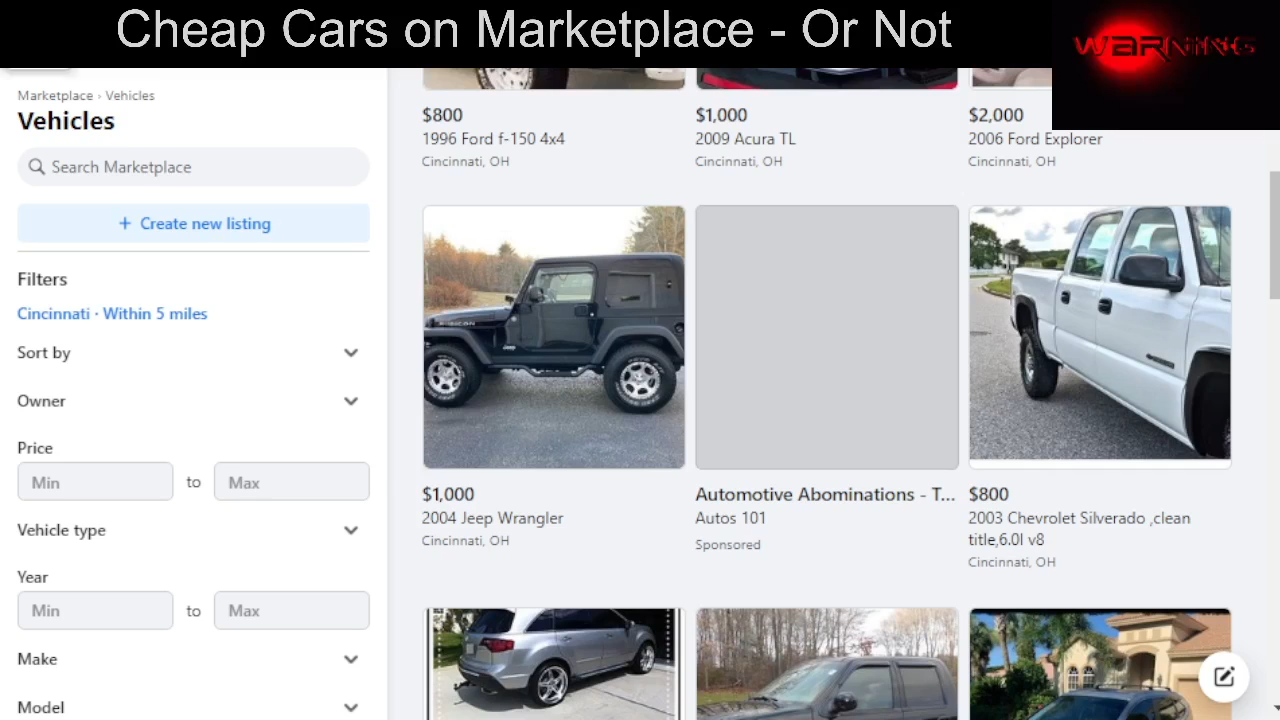 Cheap Cars on Marketplace - Or Not
WARNING
Marketplace › Vehicles
Vehicles
Search Marketplace
+ Create new listing
Filters
Cincinnati · Within 5 miles
Sort by
Owner
Price
Min to Max
Vehicle type
Year
Min to Max
Make
Model
$800
1996 Ford f-150 4x4
Cincinnati, OH
$1,000
2009 Acura TL
Cincinnati, OH
$2,000
2006 Ford Explorer
Cincinnati, OH
RUBICON
Jeep
$1,000
2004 Jeep Wrangler
Cincinnati, OH
Automotive Abominations - T...
Autos 101
Sponsored
$800
2003 Chevrolet Silverado ,clean
title,6.0l v8
Cincinnati, OH